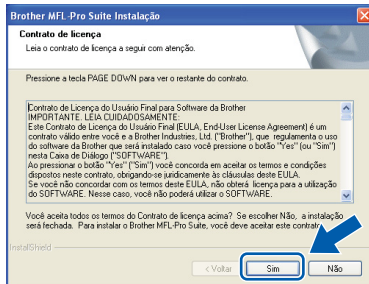 Brother MFL-Pro Suite Instalação
Contrato de licença
Leia o contrato de licença a seguir com atenção.
Pressione a tecla PAGE DOWN para ver o restante do contrato.
Contrato de Licença do Usuário Final para Software da Brother
IMPORTANTE. LEIA CUIDADOSAMENTE:
Este Contrato de Licença do Usuário Final (EULA, End-User License Agreement) é um
contrato válido entre você e a Brother Industries, Ltd. ("Brother"), que regulamenta o uso
do software da Brother que será instalado caso você pressione o botão "Yes" (ou "Sim")
nesta Caixa de Diálogo ("SOFTWARE").
Ao pressionar o botão "Yes" ("Sim") você concorda em aceitar os termos e condições
dispostos neste contrato, obrigando-se juridicamente às cláusulas deste EULA.
Se você não concordar com os termos deste EULA, não obterá licença para a utilização
do SOFTWARE. Nesse caso, você não poderá utilizar o SOFTWARE.
Você aceita todos os termos do Contrato de licença acima? Se escolher Não, a instalação
será fechada. Para instalar o Brother MFL-Pro Suite, você deve aceitar este contrato.
InstallShield
< Voltar
Sim
Não